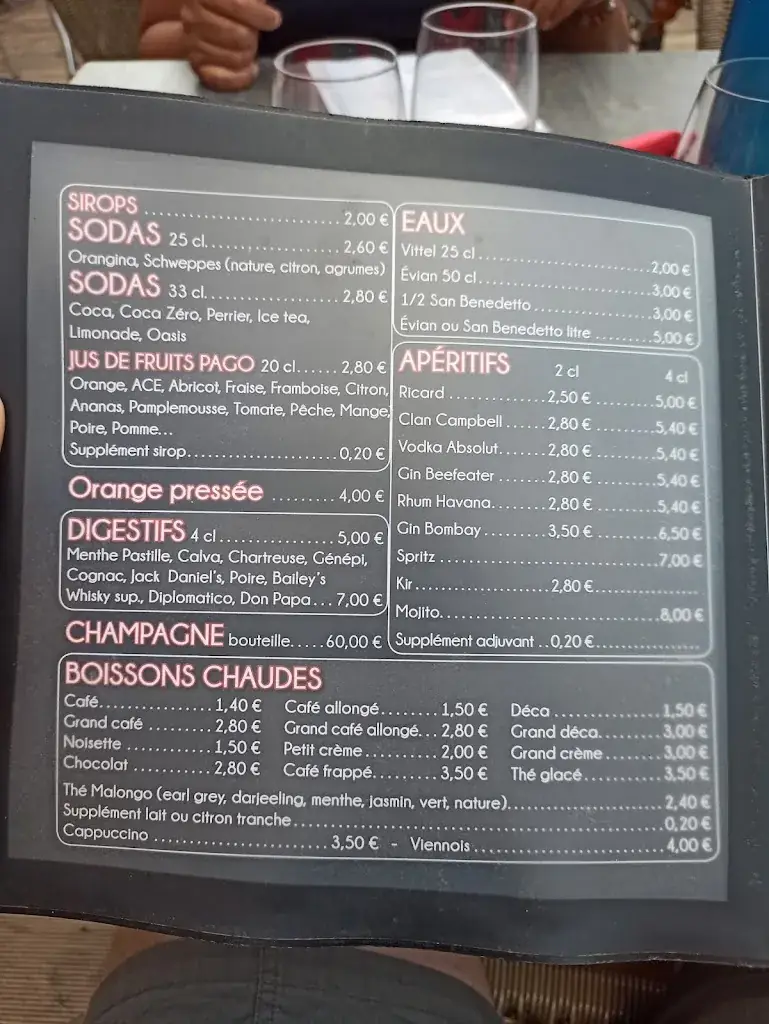 SIROPS ........ 2,00 €
SODAS 25 cl. ........ 2,60 €
Orangina, Schweppes (nature, citron, agrumes)
SODAS 33 cl. ........ 2,80 €
Coca, Coca Zéro, Perrier, Ice tea,
Limonade, Oasis
JUS DE FRUITS PAGO 20 cl...... 2,80 €
Orange, ACE, Abricot, Fraise, Framboise, Citron,
Ananas, Pamplemousse, Tomate, Pêche, Mange,
Poire, Pomme...
Supplément sirop........ 0,20 €
Orange pressée ........ 4,00 €
DIGESTIFS 4 cl........ 5,00 €
Menthe Pastille, Calva, Chartreuse, Génépi,
Cognac, Jack Daniel's, Poire, Bailey's
Whisky sup., Diplomatico, Don Papa... 7,00 €
CHAMPAGNE bouteille..... 60,00 €
EAUX
Vittel 25 cl ........ 2,00 €
Évian 50 cl ........ 3,00 €
1/2 San Benedetto ........ 3,00 €
Évian ou San Benedetto litre ........ 5,00 €
APÉRITIFS 2 cl 4 cl
Ricard ........ 2,50 € ........ 5,00 €
Clan Campbell ...... 2,80 € ........ 5,40 €
Vodka Absolut ...... 2,80 € ........ 5,40 €
Gin Beefeater ...... 2,80 € ........ 5,40 €
Rhum Havana ...... 2,80 € ........ 5,40 €
Gin Bombay ........ 3,50 € ........ 6,50 €
Spritz ........ 7,00 €
Kir ........ 2,80 € ........
Mojito ........ 8,00 €
Supplément adjuvant .. 0,20 € ........
BOISSONS CHAUDES
Café ........ 1,40 € Café allongé ........ 1,50 € Déca ........ 1,50 €
Grand café ........ 2,80 € Grand café allongé... 2,80 € Grand déca ........ 3,00 €
Noisette ........ 1,50 € Petit crème ........ 2,00 € Grand crème ........ 3,00 €
Chocolat ........ 2,80 € Café frappé ........ 3,50 € Thé glacé ........ 3,50 €
Thé Malongo (earl grey, darjeeling, menthe, jasmin, vert, nature) ........ 2,40 €
Supplément lait ou citron tranche ........ 0,20 €
Cappuccino ........ 3,50 € - Viennois ........ 4,00 €